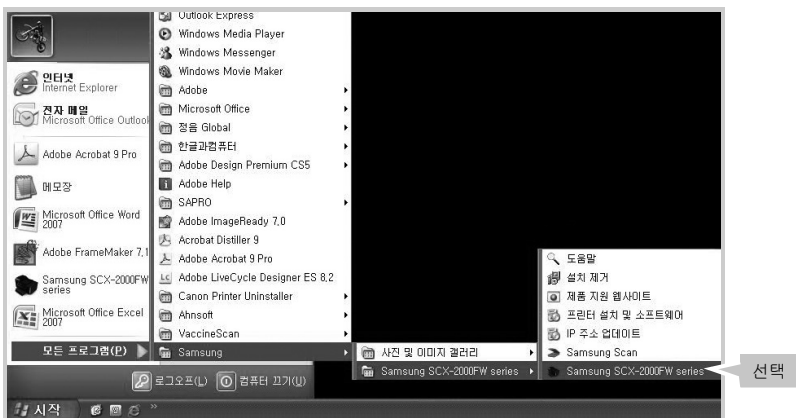 인터넷
Internet Explorer
전자 메일
Microsoft Office Outlook
Adobe Acrobat 9 Pro
메모장
Microsoft Office Word
2007
Adobe FrameMaker 7.1
Samsung SCX-2000FW
series
Microsoft Office Excel
2007
모든 프로그램(P)
Outlook Express
Windows Media Player
Windows Messenger
Windows Movie Maker
Adobe
Microsoft Office
정음 Global
한글과컴퓨터
Adobe Design Premium CS5
Adobe Help
SAPRO
Adobe ImageReady 7.0
Acrobat Distiller 9
Adobe Acrobat 9 Pro
Adobe LiveCycle Designer ES 8.2
Canon Printer Uninstaller
Ahnsoft
VaccineScan
Samsung
사진 및 이미지 갤러리
Samsung SCX-2000FW series
도움말
설치 제거
제품 지원 웹사이트
프린터 설치 및 소프트웨어
IP 주소 업데이트
Samsung Scan
Samsung SCX-2000FW series
선택
로그오프(L) 컴퓨터 끄기(U)
시작